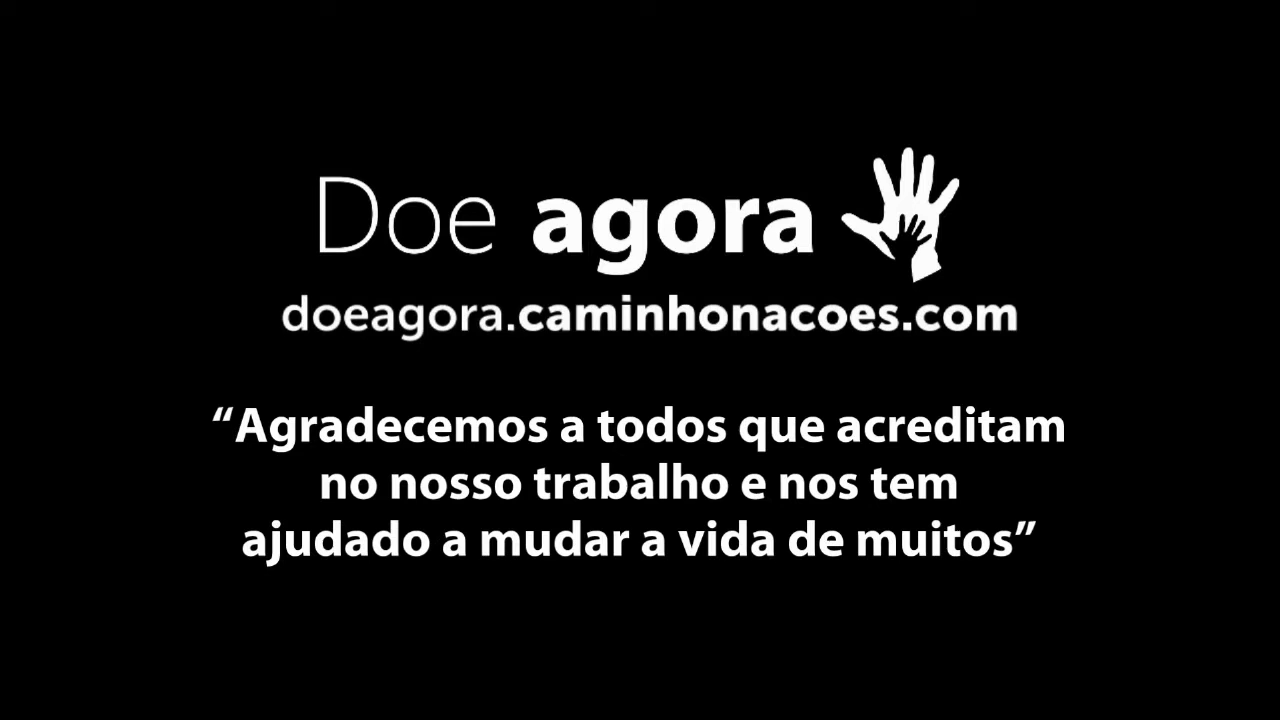 Doe agora
doeagora.caminhonacoes.com
“Agradecemos a todos que acreditam
no nosso trabalho e nos tem
ajudado a mudar a vida de muitos”